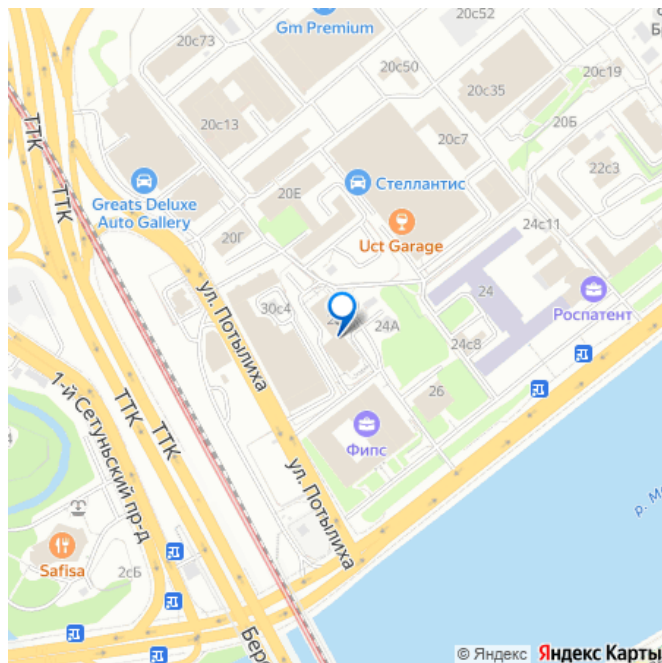 20с52
20с73
Gm Premium
20с50
20с19
20с35
20с13
20Б
20с7
ТТК
22с3
ТТК
Стеллантис
20Е
Greats Deluxe
Auto Gallery
24с11
20Г
Uct Garage
24
30с4
Роспатент
24А
ул. Потылиха
24с8
26
1-й Сетуньский пр-д
ТТК
ТТК
Фипс
ул. Потылиха
Safisa
2сБ
© Яндекс Яндекс Карты